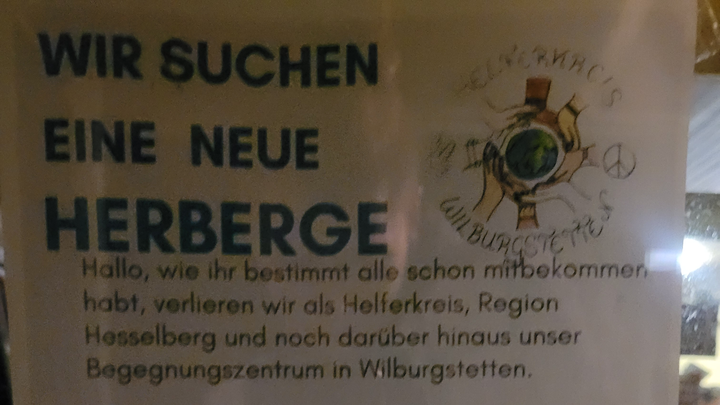 WIR SUCHEN
EINE NEUE
HERBERGE
WILBURGSTETTEN
Hallo, wie ihr bestimmt alle schon mitbekommen
habt, verlieren wir als Helferkreis, Region
Hesselberg und noch darüber hinaus unser
Begegnungszentrum in Wilburgstetten.